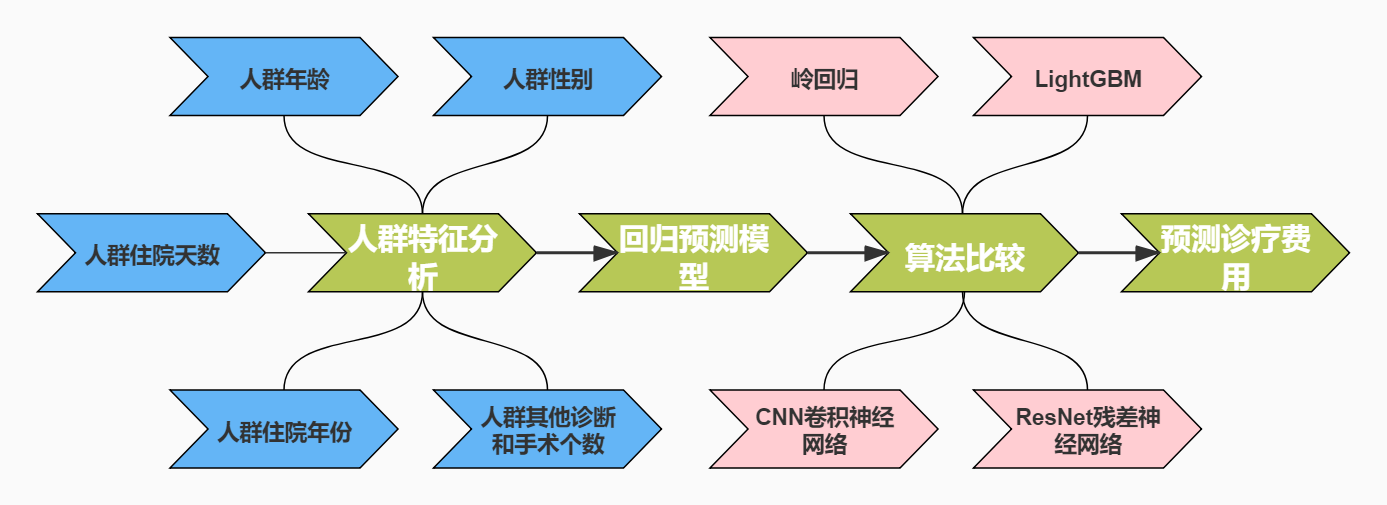 人群年龄
人群性别
岭回归
LightGBM
人群住院天数
人群特征分
析
回归预测模
型
算法比较
预测诊疗费
用
人群住院年份
人群其他诊断
和手术个数
CNN卷积神经
网络
ResNet残差神
经网络